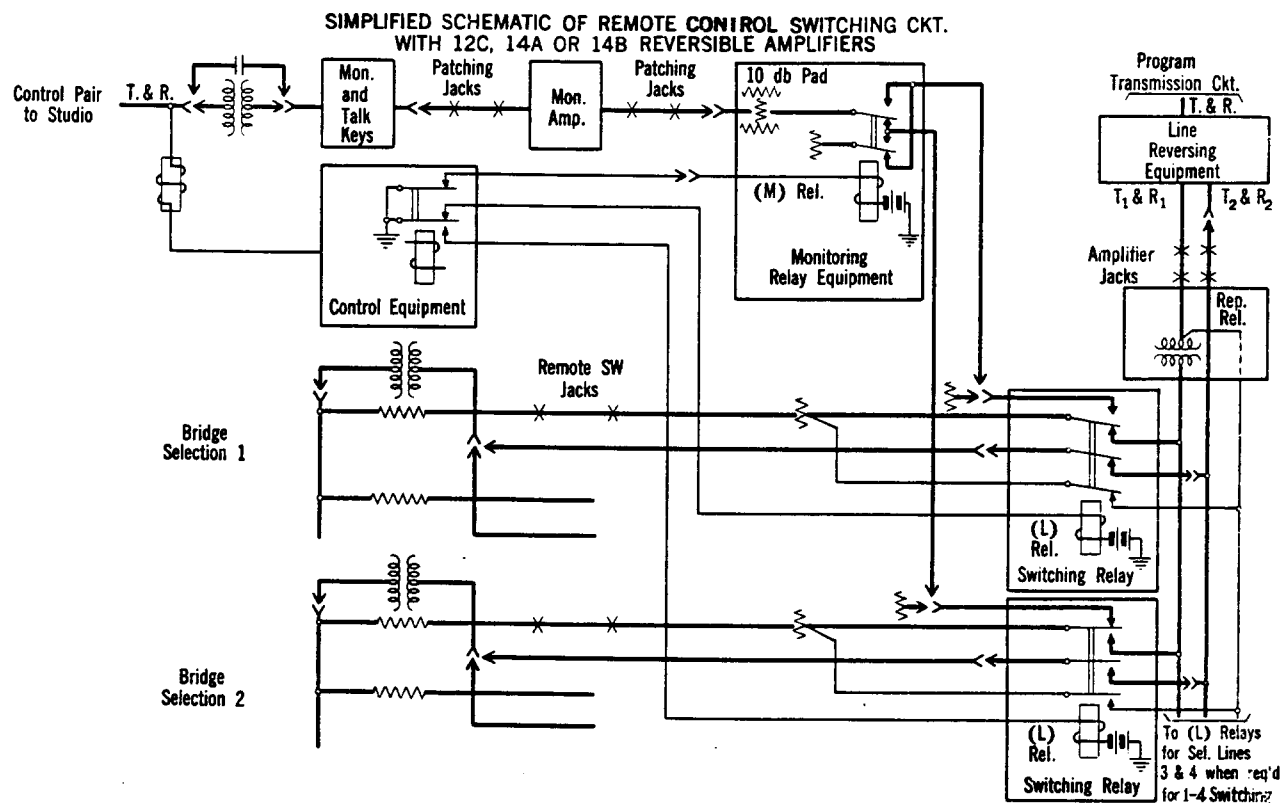 SIMPLIFIED SCHEMATIC OF REMOTE CONIROL SWITCHING CKT.
WITH 12C, 14A OR 14B REVERSIBLE AMPLIFIERS
Control Pair
to Studio
T. & R.
Mon.
and
Talk
Keys
Patching
Jacks
Mon.
Amp.
Patching
Jacks
10 db Pad
(M) Rel.
Monitoring
Relay Equipment
Program
Transmission Ckt.
T. & R.
Line
Reversing
Equipment
T1 & R1
T2 & R2
Amplifier
Jacks
Rep.
Rel.
Control Equipment
Remote SW
Jacks
Bridge
Selection 1
(L)
Rel.
Switching Relay
Bridge
Selection 2
(L)
Rel.
Switching Relay
To (L) Relays
for Sel. Lines
3 & 4 when req'd
for 1-4 Switching